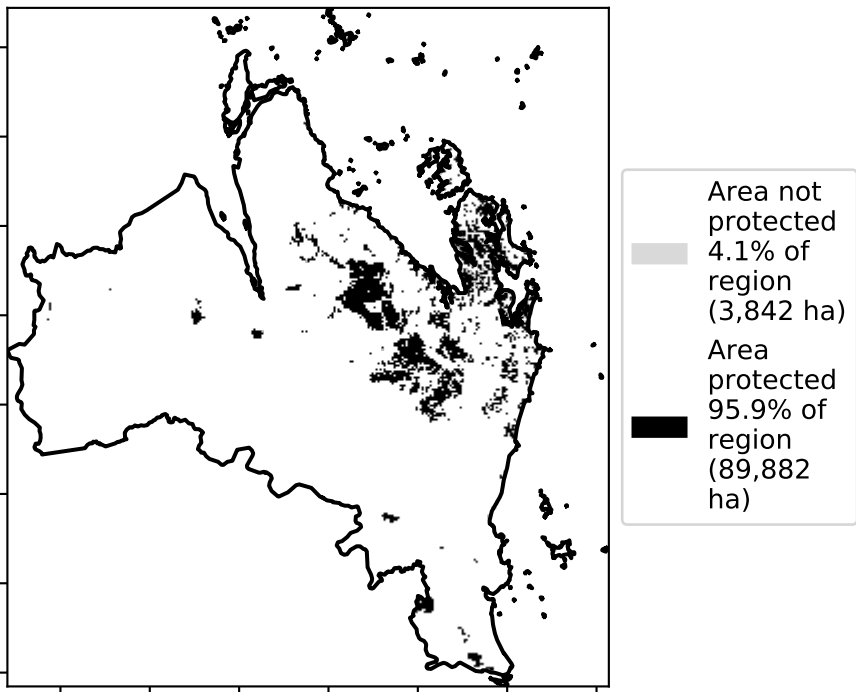 Area not
protected
4.1% of
region
(3,842 ha)
Area
protected
95.9% of
region
(89,882
ha)